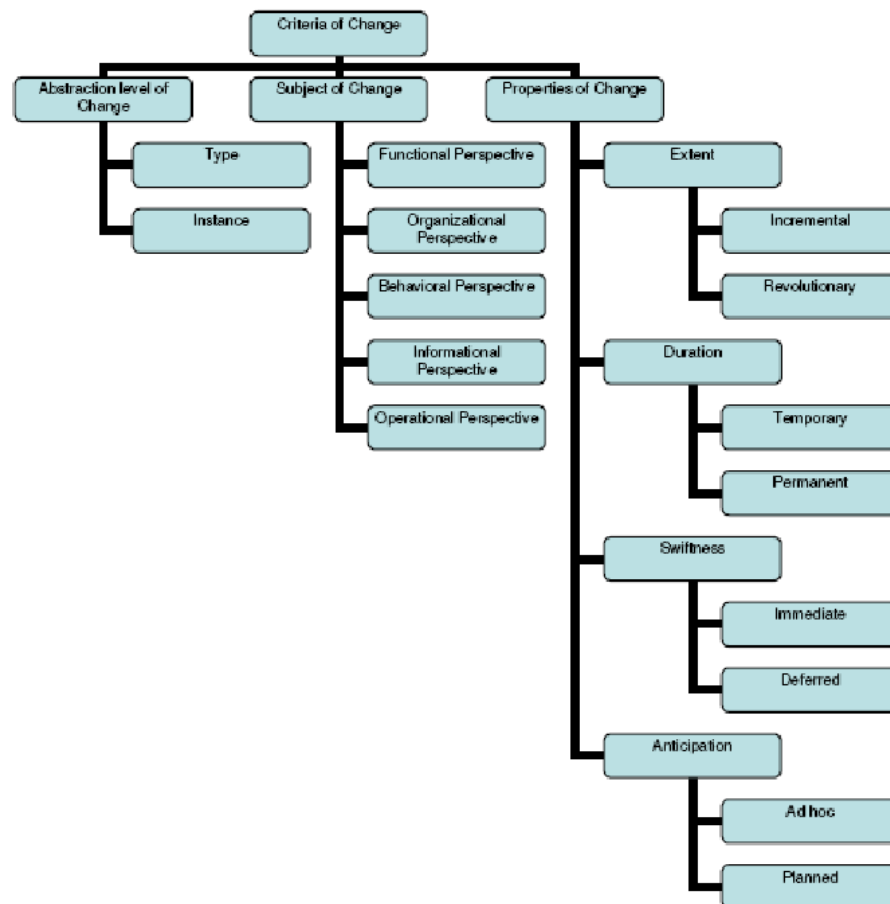 Criteria of Change
Abstraction level of
Change
Subject of Change
Properties of Change
Type
Instance
Functional Perspective
Organizational
Perspective
Behavioral Perspective
Informational
Perspective
Operational Perspective
Extent
Incremental
Revolutionary
Duration
Temporary
Permanent
Swiftness
Immediate
Deferred
Anticipation
Ad hoc
Planned